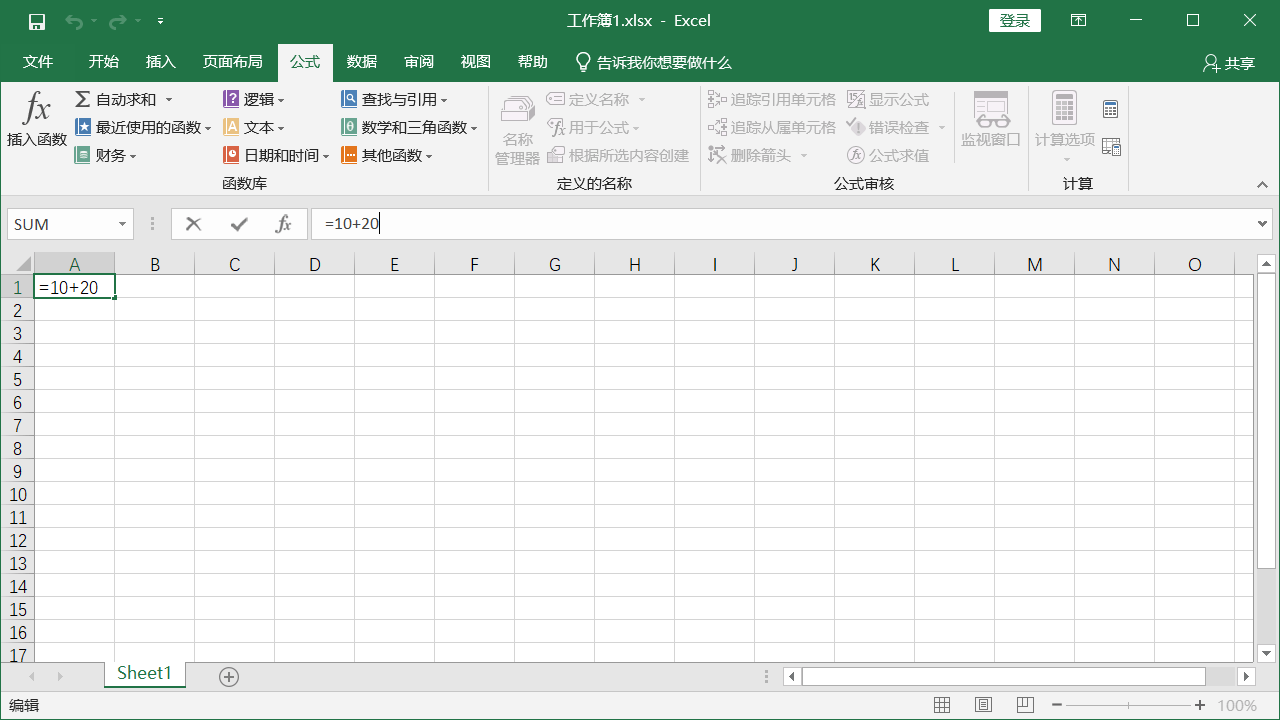 工作簿1.xlsx - Excel
登录
文件 开始 插入 页面布局 公式 数据 审阅 视图 帮助 告诉我你想要做什么 共享
fx 插入函数
自动求和
最近使用的函数
财务
逻辑
文本
日期和时间
查找与引用
数学和三角函数
其他函数
函数库
名称
管理器
定义名称
用于公式
根据所选内容创建
定义的名称
追踪引用单元格
追踪从属单元格
删除箭头
显示公式
错误检查
公式求值
公式审核
监视窗口
计算选项
计算
SUM
fx
=10+20
A B C D E F G H I J K L M N O
1 =10+20
2
3
4
5
6
7
8
9
10
11
12
13
14
15
16
17
Sheet1
编辑
100%